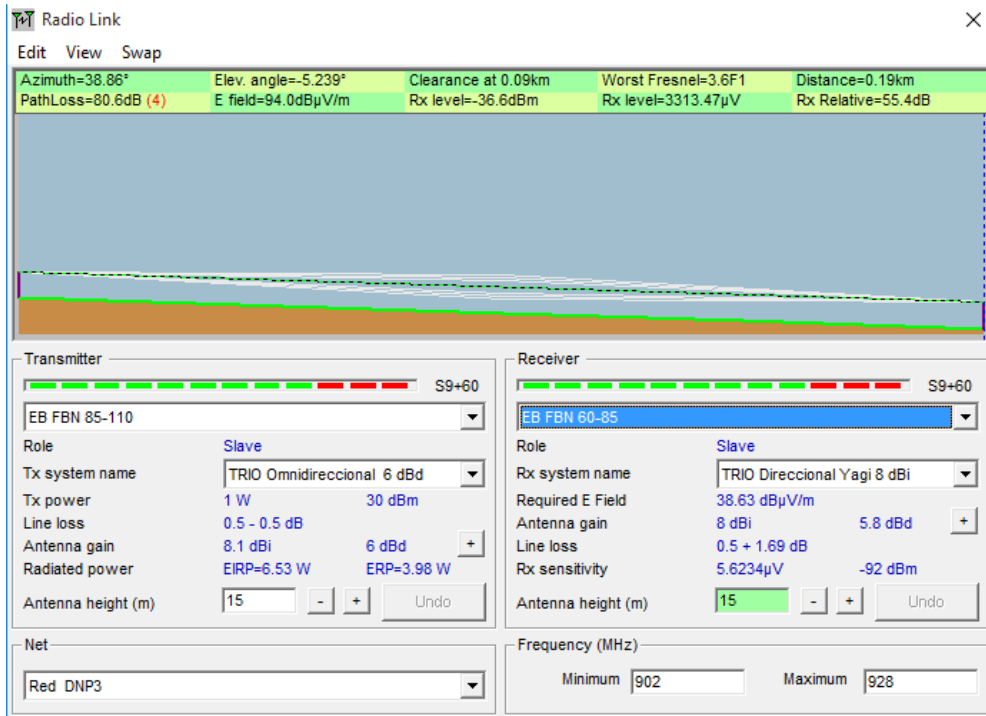 Radio Link
Edit View Swap
Azimuth=38.86° Elev. angle=-5.239° Clearance at 0.09km Worst Fresnel=3.6F1 Distance=0.19km
PathLoss=80.6dB (4) E field=94.0dBµV/m Rx level=-36.6dBm Rx level=3313.47µV Rx Relative=55.4dB
Transmitter
S9+60
EB FBN 85-110
Role Slave
Tx system name TRIO Omnidireccional 6 dBd
Tx power 1 W 30 dBm
Line loss 0.5 - 0.5 dB
Antenna gain 8.1 dBi 6 dBd +
Radiated power EIRP=6.53 W ERP=3.98 W
Antenna height (m) 15 - + Undo
Receiver
S9+60
EB FBN 60-85
Role Slave
Rx system name TRIO Direccional Yagi 8 dBi
Required E Field 38.63 dBµV/m
Antenna gain 8 dBi 5.8 dBd +
Line loss 0.5 + 1.69 dB
Rx sensitivity 5.6234µV -92 dBm
Antenna height (m) 15 - + Undo
Net
Red DNP3
Frequency (MHz)
Minimum 902 Maximum 928